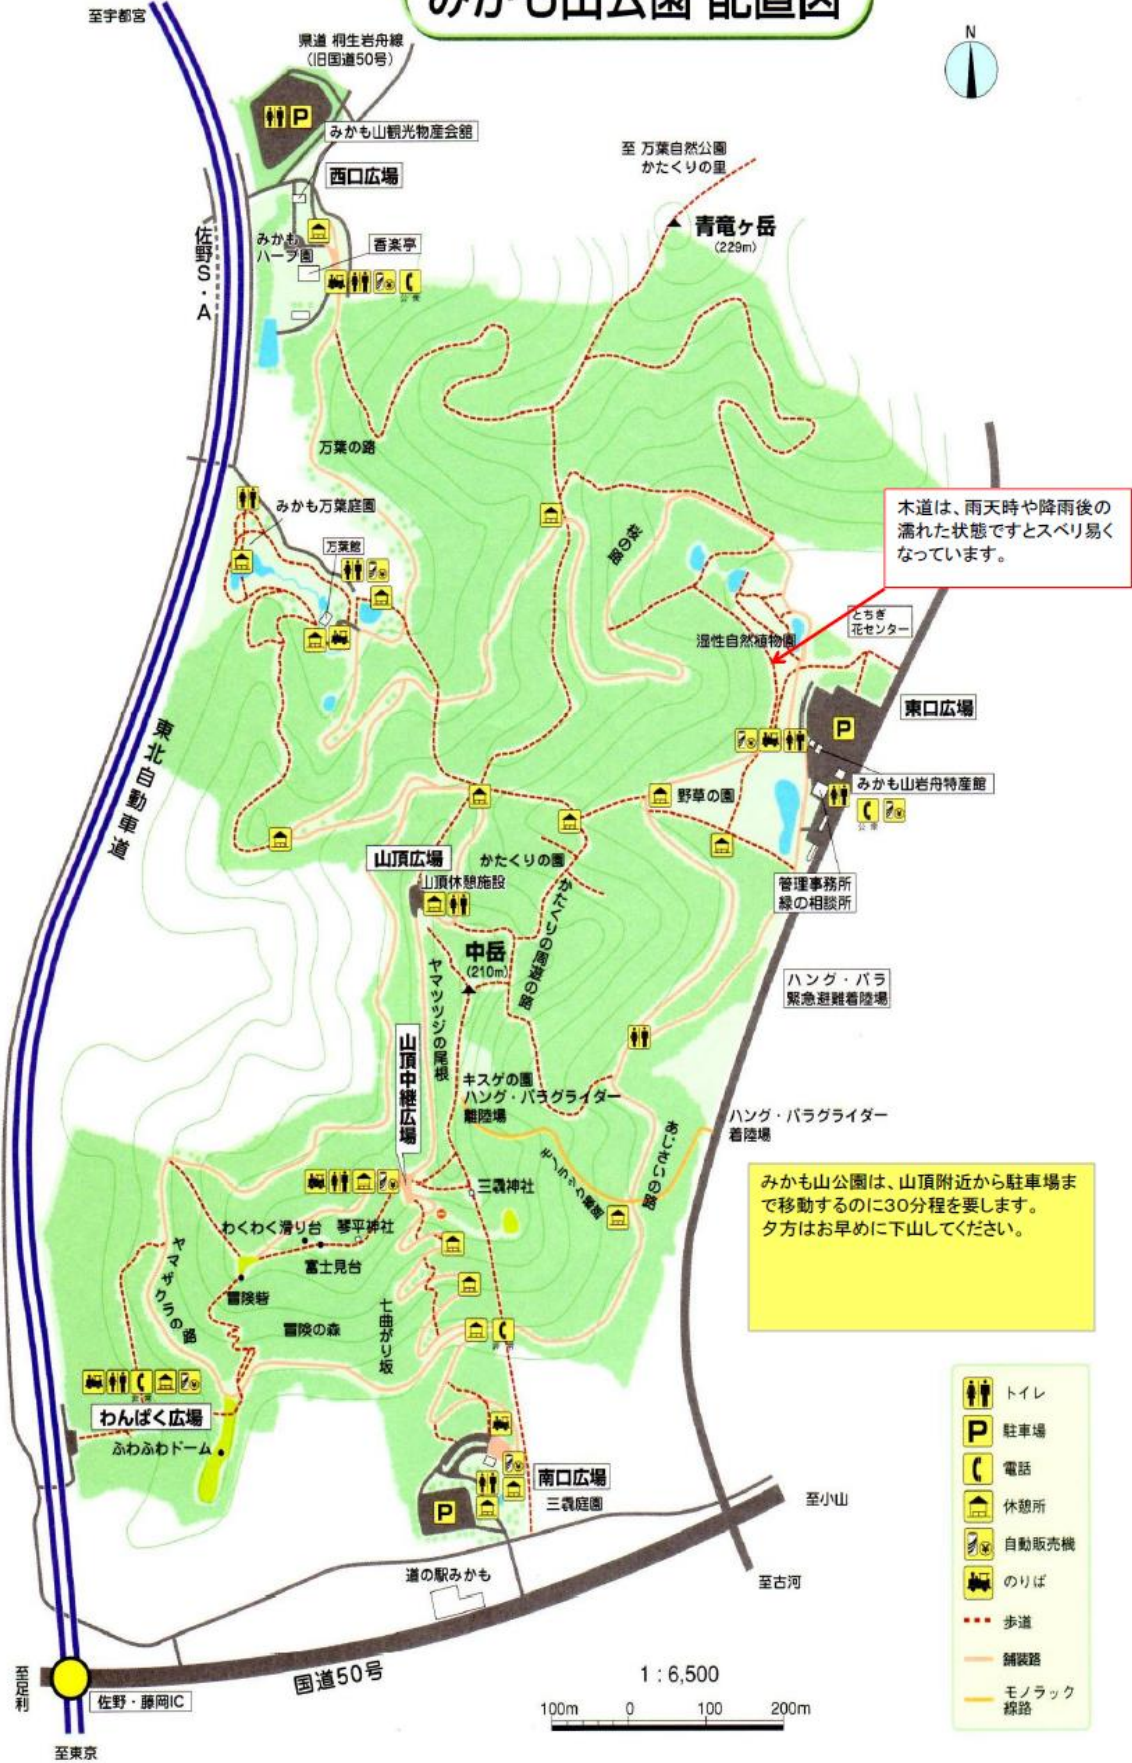 みかも山公園 配置図
至宇都宮
県道 桐生岩舟線
(旧国道50号)
N
P
みかも山観光物産会館
西口広場
至 万葉自然公園
かたくりの里
青竜ヶ岳
(229m)
佐野S・A
みかも
ハーブ園
香楽亭
万葉の路
みかも万葉庭園
万葉館
桜の路
木道は、雨天時や降雨後の
濡れた状態ですとスベリ易く
なっています。
とちぎ
花センター
湿性自然植物園
東口広場
P
東北自動車道
みかも山岩舟特産館
野草の園
山頂広場
山頂休憩施設
かたくりの園
かたくりの周遊の路
管理事務所
緑の相談所
中岳
(210m)
ヤマツツジの尾根
ハング・パラ
緊急避難着陸場
山頂中継広場
キスゲの園
ハング・パラグライダー
離陸場
ハング・パラグライダー
着陸場
あじさいの路
モノラック線路
みかも山公園は、山頂附近から駐車場ま
で移動するのに30分程を要します。
夕方はお早めに下山してください。
三毳神社
わくわく滑り台
琴平神社
富士見台
ヤマザクラの路
冒険砦
冒険の森
七曲がり坂
わんぱく広場
ふわふわドーム
南口広場
三毳庭園
P
至小山
道の駅みかも
至古河
国道50号
至足利
佐野・藤岡IC
至東京
1:6,500
100m 0 100 200m
トイレ
P 駐車場
電話
休憩所
自動販売機
のりば
歩道
舗装路
モノラック
線路